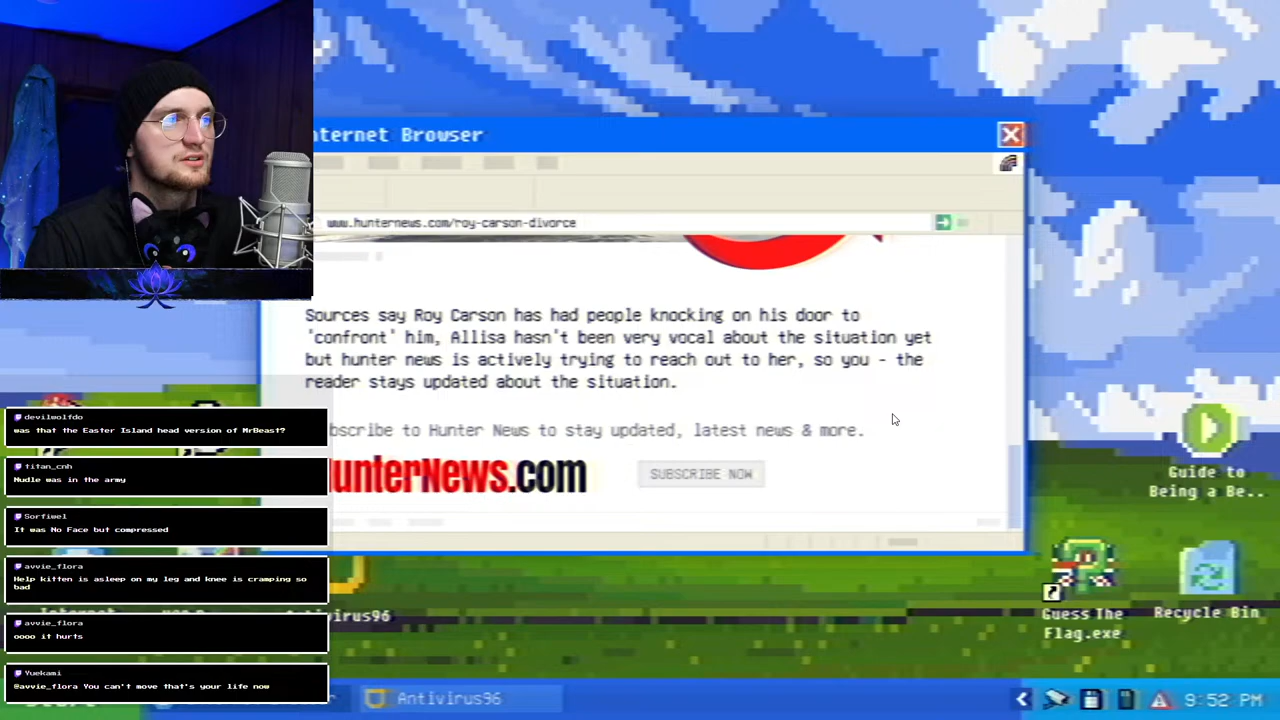 nternet Browser
www.hunternews.com/roy-carson-divorce
Sources say Roy Carson has had people knocking on his door to
'confront' him, Allisa hasn't been very vocal about the situation yet
but hunter news is actively trying to reach out to her, so you - the
reader stays updated about the situation.
bscribe to Hunter News to stay updated, latest news & more.
HunterNews.com
SUBSCRIBE NOW
devilwolfdo
was that the Easter Island head version of MrBeast?
titan_cnh
Nudle was in the army
Sorfiwel
It was No Face but compressed
avvie_flora
Help kitten is asleep on my leg and knee is cramping so
bad
avvie_flora
oooo it hurts
Yuekami
@avvie_flora You can't move that's your life now
Guide to
Being a Be..
Guess The
Flag.exe
Recycle Bin
irus96
Antivirus96
9:52 PM